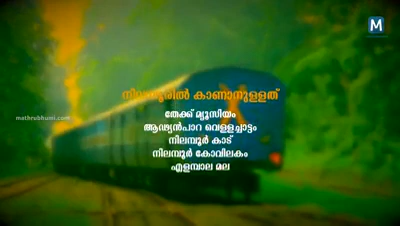 M
നിലമ്പൂരിൽ കാണാനുള്ളത്
mathrubhumi.com
തേക്ക് മ്യൂസിയം
ആഢ്യൻപാറ വെള്ളച്ചാട്ടം
നിലമ്പൂർ കാട്
നിലമ്പൂർ കോവിലകം
എളമ്പാല മല